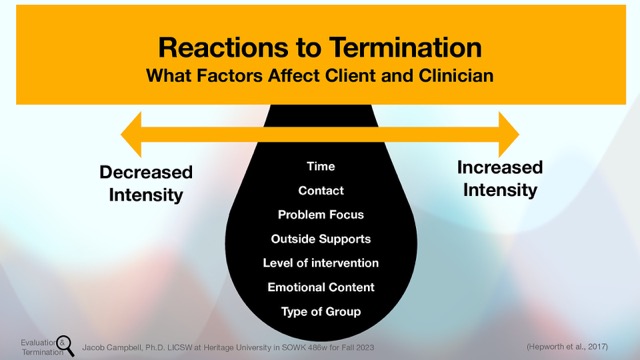 Reactions to Termination
What Factors Affect Client and Clinician
Decreased
Intensity
Increased
Intensity
Time
Contact
Problem Focus
Outside Supports
Level of intervention
Emotional Content
Type of Group
Evaluation &
Termination
Jacob Campbell, Ph.D. LICSW at Heritage University in SOWK 486w for Fall 2023
(Hepworth et al., 2017)